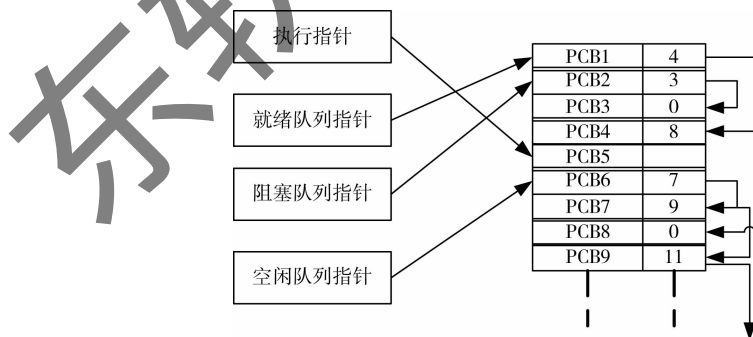 东软
执行指针
就绪队列指针
阻塞队列指针
空闲队列指针
PCB1 4
PCB2 3
PCB3 0
PCB4 8
PCB5
PCB6 7
PCB7 9
PCB8 0
PCB9 11